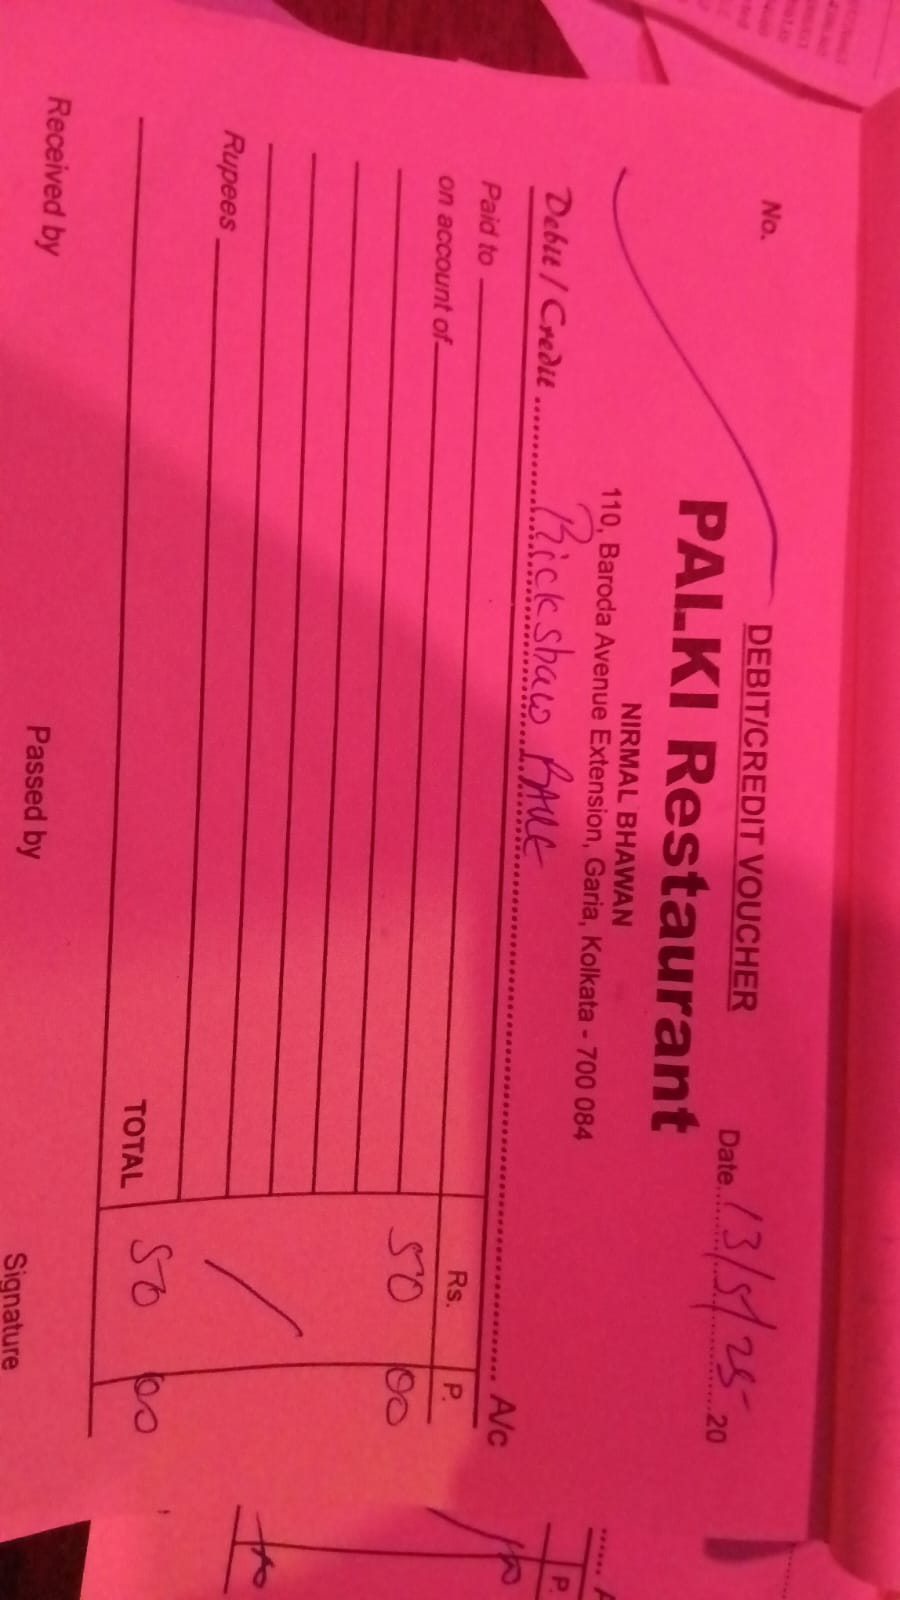 No.
DEBIT/CREDIT VOUCHER
Date 13/5/25 20
PALKI Restaurant
NIRMAL BHAWAN
110, Baroda Avenue Extension, Garia, Kolkata - 700 084
Debit / Credit Rickshaw A/c
Paid to Rs. P.
on account of 50 00
Rupees
TOTAL 50 00
Received by Passed by Signature
P.